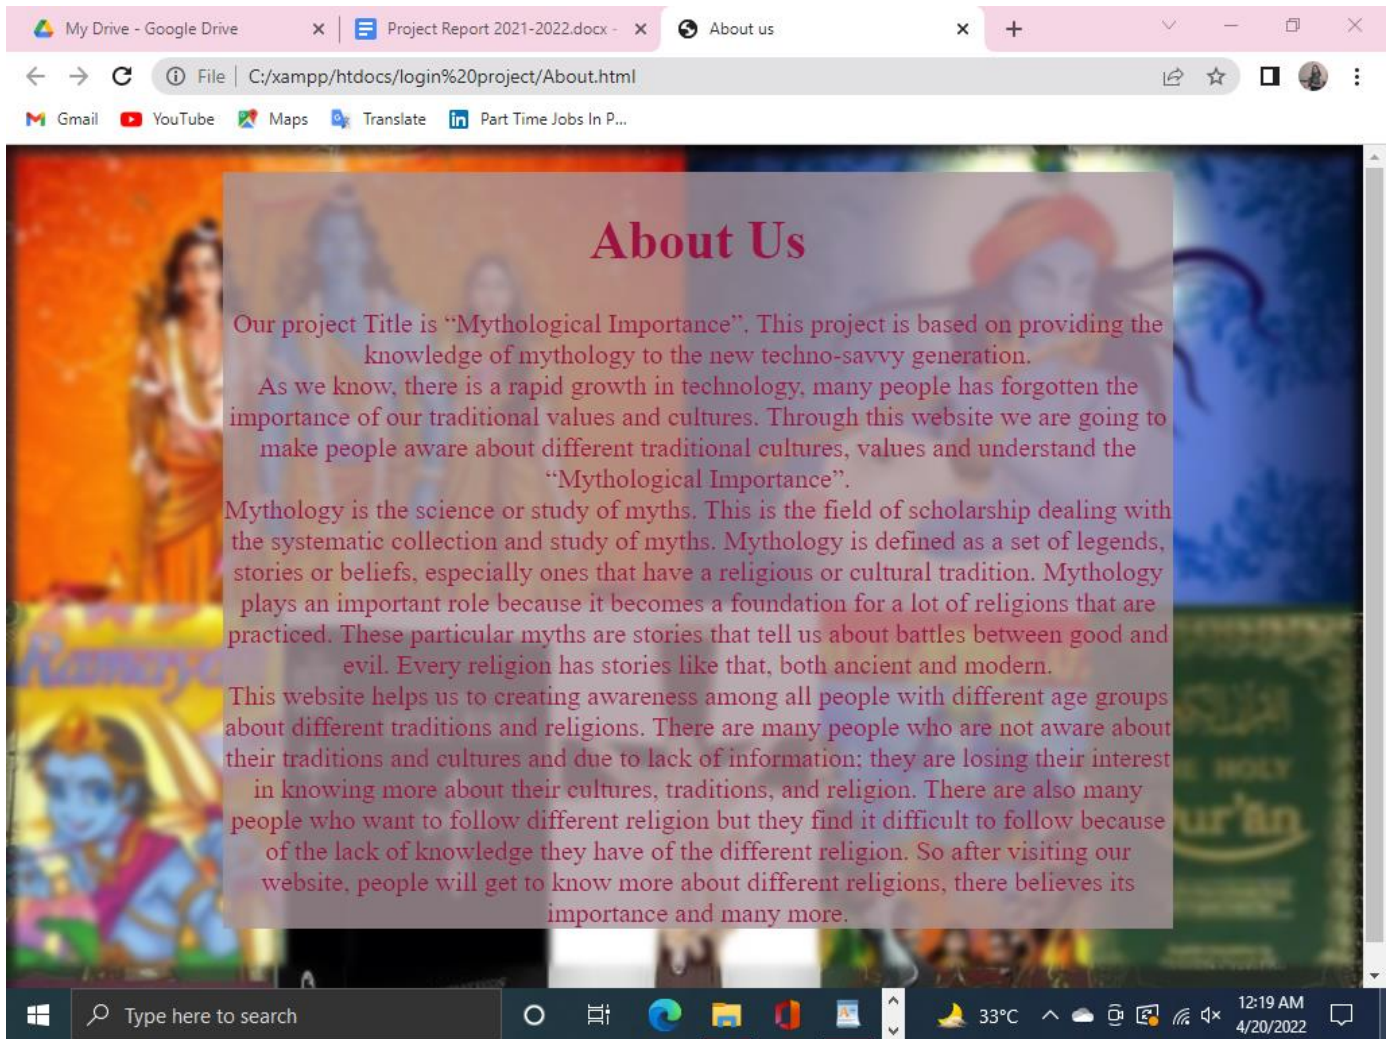 My Drive - Google Drive
Project Report 2021-2022.docx -
About us
File
C:/xampp/htdocs/login%20project/About.html
Gmail
YouTube
Maps
Translate
Part Time Jobs In P...
About Us
Our project Title is “Mythological Importance”. This project is based on providing the
knowledge of mythology to the new techno-savvy generation.
As we know, there is a rapid growth in technology, many people has forgotten the
importance of our traditional values and cultures. Through this website we are going to
make people aware about different traditional cultures, values and understand the
“Mythological Importance”.
Mythology is the science or study of myths. This is the field of scholarship dealing with
the systematic collection and study of myths. Mythology is defined as a set of legends,
stories or beliefs, especially ones that have a religious or cultural tradition. Mythology
plays an important role because it becomes a foundation for a lot of religions that are
practiced. These particular myths are stories that tell us about battles between good and
evil. Every religion has stories like that, both ancient and modern.
This website helps us to creating awareness among all people with different age groups
about different traditions and religions. There are many people who are not aware about
their traditions and cultures and due to lack of information; they are losing their interest
in knowing more about their cultures, traditions, and religion. There are also many
people who want to follow different religion but they find it difficult to follow because
of the lack of knowledge they have of the different religion. So after visiting our
website, people will get to know more about different religions, there believes its
importance and many more.
HOLY
Type here to search
33°C
12:19 AM
4/20/2022